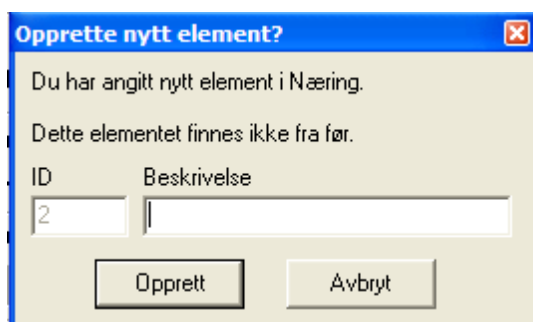 Opprette nytt element?
Du har angitt nytt element i Næring.
Dette elementet finnes ikke fra før.
ID Beskrivelse
2
Opprett Avbryt